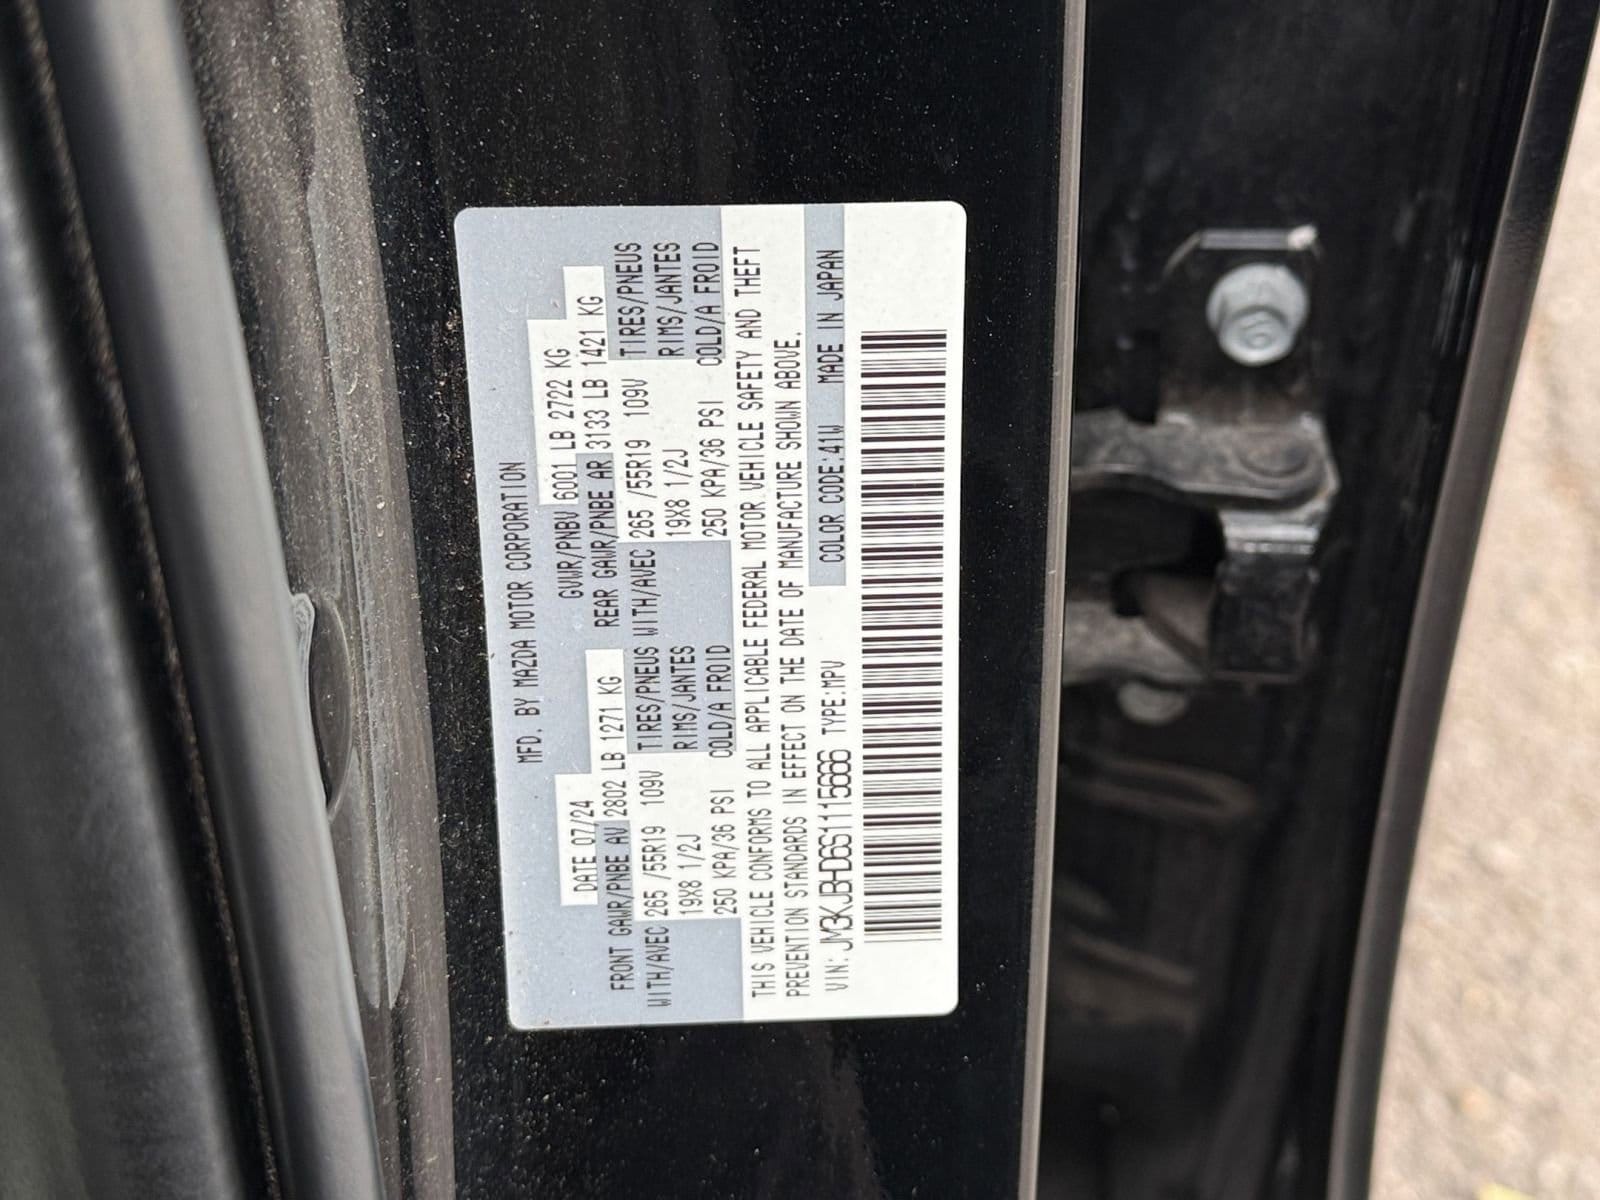 MFD. BY MAZDA MOTOR CORPORATION
DATE 07/24 GVWR/PNBV 6001 LB 2722 KG
FRONT GAWR/PNBE AV 2802 LB 1271 KG REAR GAWR/PNBE AR 3133 LB 1421 KG
WITH/AVEC 265 /55R19 109V TIRES/PNEUS WITH/AVEC 265 /55R19 109V TIRES/PNEUS
19X8 1/2J RIMS/JANTES 19X8 1/2J RIMS/JANTES
250 KPA/36 PSI COLD/A FROID 250 KPA/36 PSI COLD/A FROID
THIS VEHICLE CONFORMS TO ALL APPLICABLE FEDERAL MOTOR VEHICLE SAFETY AND THEFT
PREVENTION STANDARDS IN EFFECT ON THE DATE OF MANUFACTURE SHOWN ABOVE.
VIN: JM3KJBHD6S1115666 TYPE:MPV COLOR CODE:41W MADE IN JAPAN